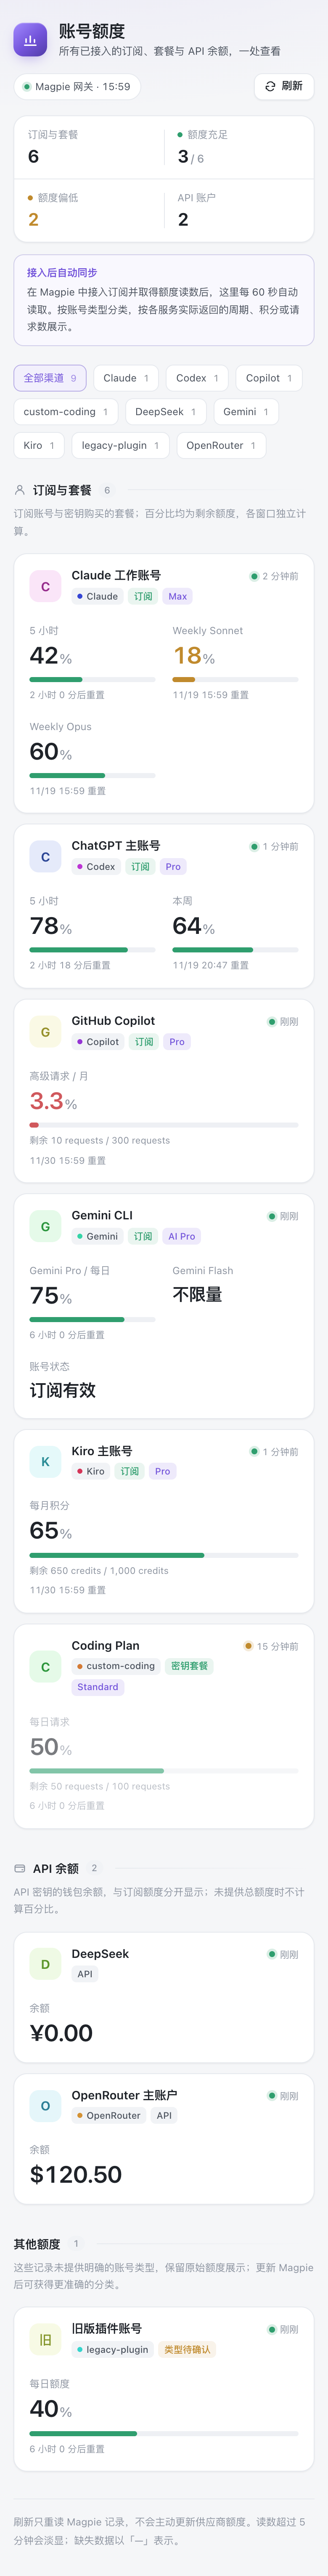 账号额度
所有已接入的订阅、套餐与 API 余额，一处查看
Magpie 网关 · 15:59
刷新
订阅与套餐
6
额度充足
3 / 6
额度偏低
2
API 账户
2
接入后自动同步
在 Magpie 中接入订阅并取得额度读数后，这里每 60 秒自动
读取。按账号类型分类，按各服务实际返回的周期、积分或请
求数展示。
全部渠道 9
Claude 1
Codex 1
Copilot 1
custom-coding 1
DeepSeek 1
Gemini 1
Kiro 1
legacy-plugin 1
OpenRouter 1
订阅与套餐 6
订阅账号与密钥购买的套餐；百分比均为剩余额度，各窗口独立计
算。
C
Claude 工作账号
2 分钟前
Claude 订阅 Max
5 小时
42%
2 小时 0 分后重置
Weekly Sonnet
18%
11/19 15:59 重置
Weekly Opus
60%
11/19 15:59 重置
C
ChatGPT 主账号
1 分钟前
Codex 订阅 Pro
5 小时
78%
2 小时 18 分后重置
本周
64%
11/19 20:47 重置
G
GitHub Copilot
刚刚
Copilot 订阅 Pro
高级请求 / 月
3.3%
剩余 10 requests / 300 requests
11/30 15:59 重置
G
Gemini CLI
刚刚
Gemini 订阅 AI Pro
Gemini Pro / 每日
75%
6 小时 0 分后重置
Gemini Flash
不限量
账号状态
订阅有效
K
Kiro 主账号
1 分钟前
Kiro 订阅 Pro
每月积分
65%
剩余 650 credits / 1,000 credits
11/30 15:59 重置
C
Coding Plan
15 分钟前
custom-coding 密钥套餐
Standard
每日请求
50%
剩余 50 requests / 100 requests
6 小时 0 分后重置
API 余额 2
API 密钥的钱包余额，与订阅额度分开显示；未提供总额度时不计
算百分比。
D
DeepSeek
刚刚
API
余额
¥0.00
O
OpenRouter 主账户
刚刚
OpenRouter API
余额
$120.50
其他额度 1
这些记录未提供明确的账号类型，保留原始额度展示；更新 Magpie
后可获得更准确的分类。
旧
旧版插件账号
刚刚
legacy-plugin 类型待确认
每日额度
40%
6 小时 0 分后重置
刷新只重读 Magpie 记录，不会主动更新供应商额度。读数超过 5
分钟会淡显；缺失数据以「—」表示。